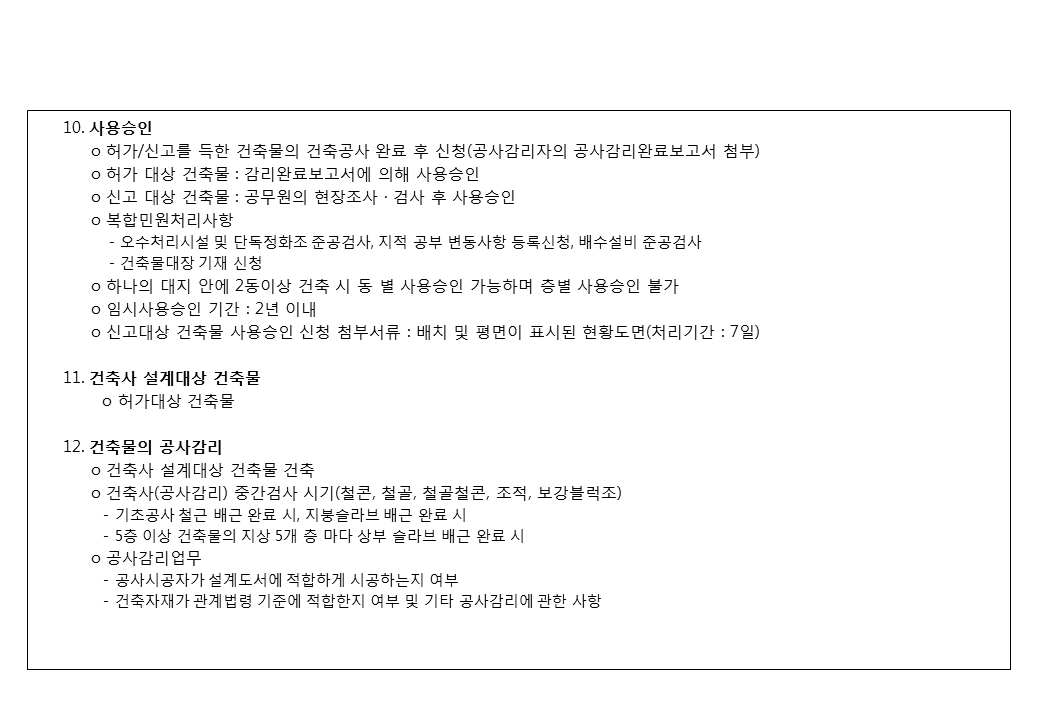 10. 사용승인
o 허가/신고를 득한 건축물의 건축공사 완료 후 신청(공사감리자의 공사감리완료보고서 첨부)
o 허가 대상 건축물 : 감리완료보고서에 의해 사용승인
o 신고 대상 건축물 : 공무원의 현장조사 · 검사 후 사용승인
o 복합민원처리사항
- 오수처리시설 및 단독정화조 준공검사, 지적 공부 변동사항 등록신청, 배수설비 준공검사
- 건축물대장 기재 신청
o 하나의 대지 안에 2동이상 건축 시 동 별 사용승인 가능하며 층별 사용승인 불가
o 임시사용승인 기간 : 2년 이내
o 신고대상 건축물 사용승인 신청 첨부서류 : 배치 및 평면이 표시된 현황도면(처리기간 : 7일)
11. 건축사 설계대상 건축물
o 허가대상 건축물
12. 건축물의 공사감리
o 건축사 설계대상 건축물 건축
o 건축사(공사감리) 중간검사 시기(철콘, 철골, 철골철콘, 조적, 보강블럭조)
- 기초공사 철근 배근 완료 시, 지붕슬라브 배근 완료 시
- 5층 이상 건축물의 지상 5개 층 마다 상부 슬라브 배근 완료 시
o 공사감리업무
- 공사시공자가 설계도서에 적합하게 시공하는지 여부
- 건축자재가 관계법령 기준에 적합한지 여부 및 기타 공사감리에 관한 사항